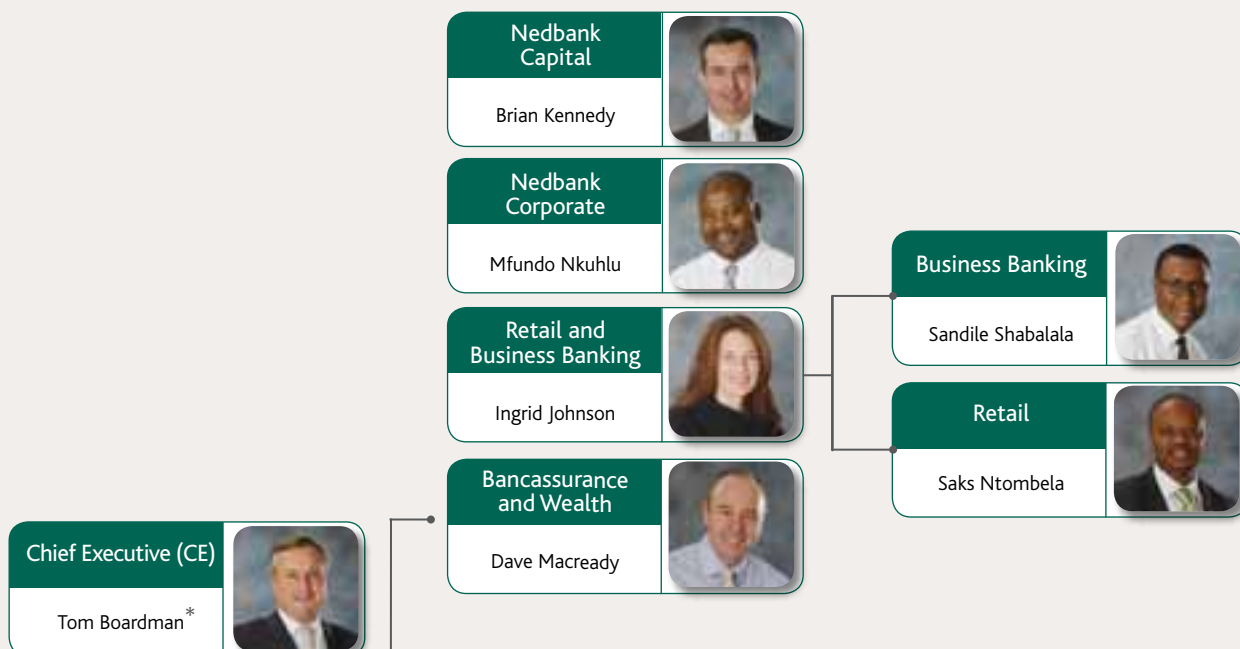 Nedbank
Capital
Brian Kennedy
Nedbank
Corporate
Mfundo Nkuhlu
Retail and
Business Banking
Ingrid Johnson
Business Banking
Sandile Shabalala
Retail
Saks Ntombela
Bancassurance
and Wealth
Dave Macready
Chief Executive (CE)
Tom Boardman*